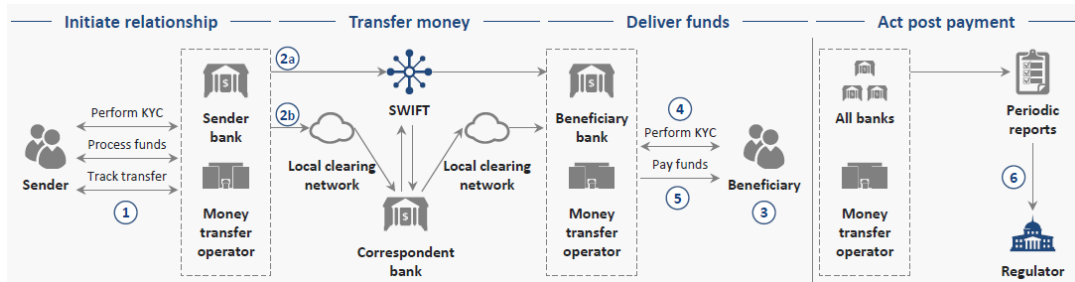 Initiate relationship
Transfer money
Deliver funds
Act post payment
Perform KYC
Process funds
Track transfer
Sender
1
$
Sender
bank
Money
transfer
operator
2a
2b
SWIFT
Local clearing
network
Local clearing
network
$
Correspondent
bank
$
Beneficiary
bank
Money
transfer
operator
4
Perform KYC
Pay funds
5
Beneficiary
3
All banks
Money
transfer
operator
Periodic
reports
6
Regulator